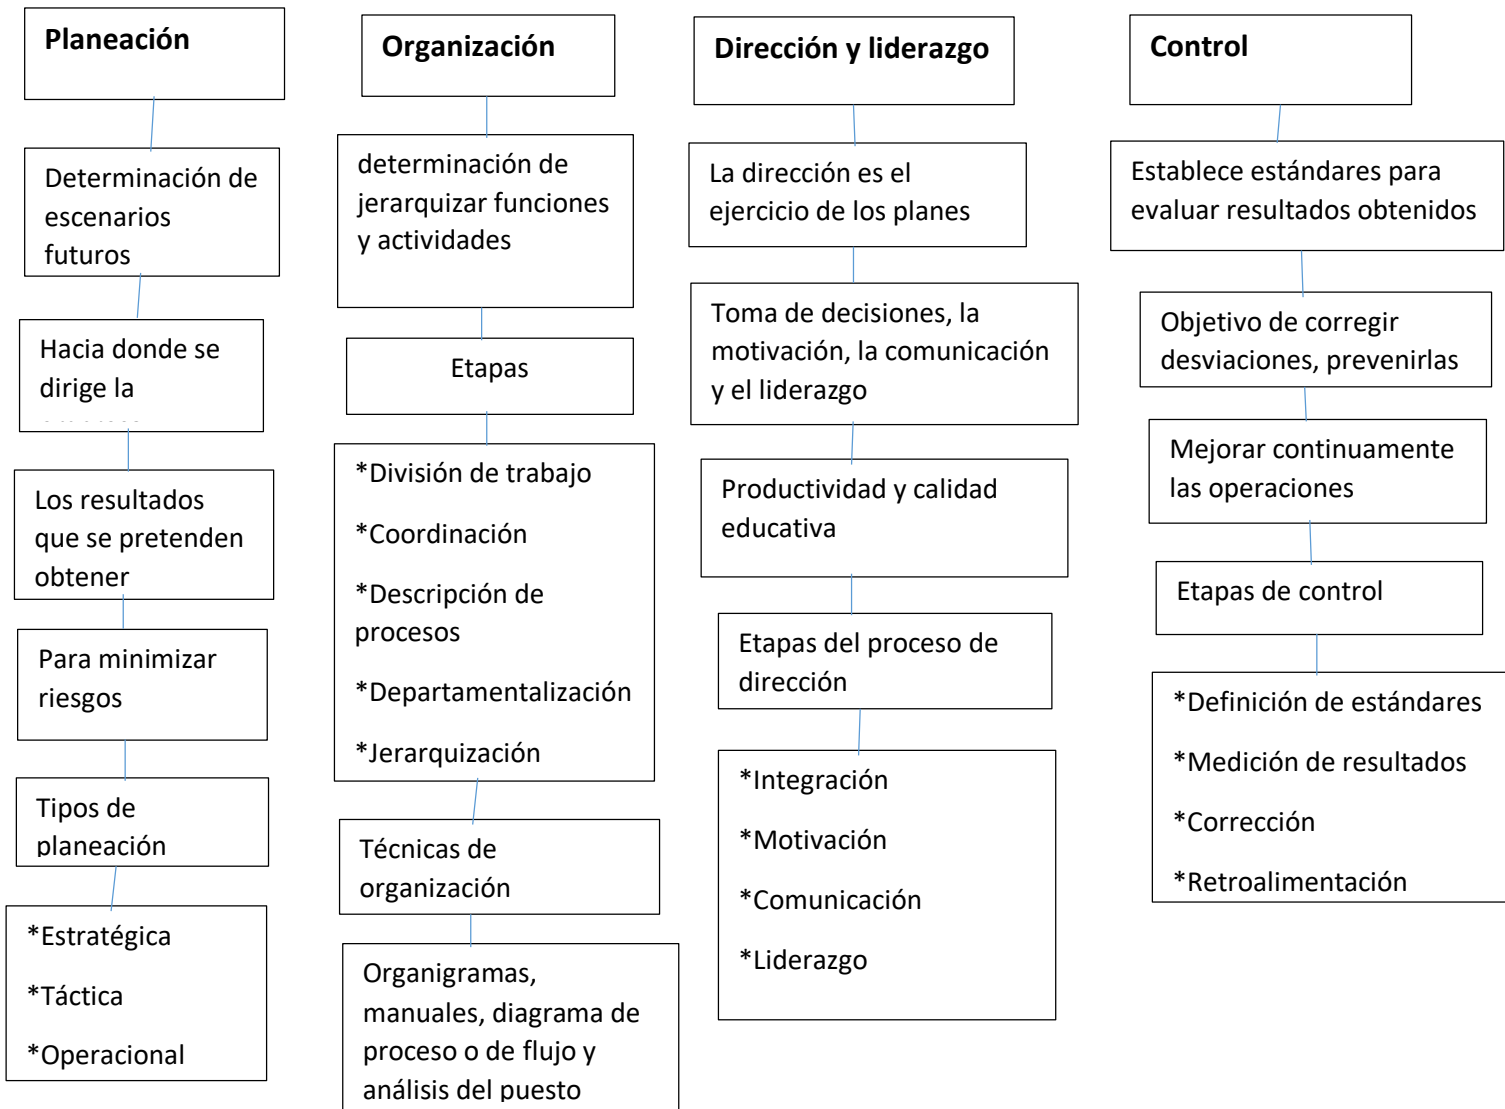 Planeación
Determinación de
escenarios
futuros
Hacia donde se
dirige la
Los resultados
que se pretenden
obtener
Para minimizar
riesgos
Tipos de
planeación
*Estratégica
*Táctica
*Operacional
Organización
determinación de
jerarquizar funciones
y actividades
Etapas
*División de trabajo
*Coordinación
*Descripción de
procesos
*Departamentalización
*Jerarquización
Técnicas de
organización
Organigramas,
manuales, diagrama de
proceso o de flujo y
análisis del puesto
Dirección y liderazgo
La dirección es el
ejercicio de los planes
Toma de decisiones, la
motivación, la comunicación
y el liderazgo
Productividad y calidad
educativa
Etapas del proceso de
dirección
*Integración
*Motivación
*Comunicación
*Liderazgo
Control
Establece estándares para
evaluar resultados obtenidos
Objetivo de corregir
desviaciones, prevenirlas
Mejorar continuamente
las operaciones
Etapas de control
*Definición de estándares
*Medición de resultados
*Corrección
*Retroalimentación